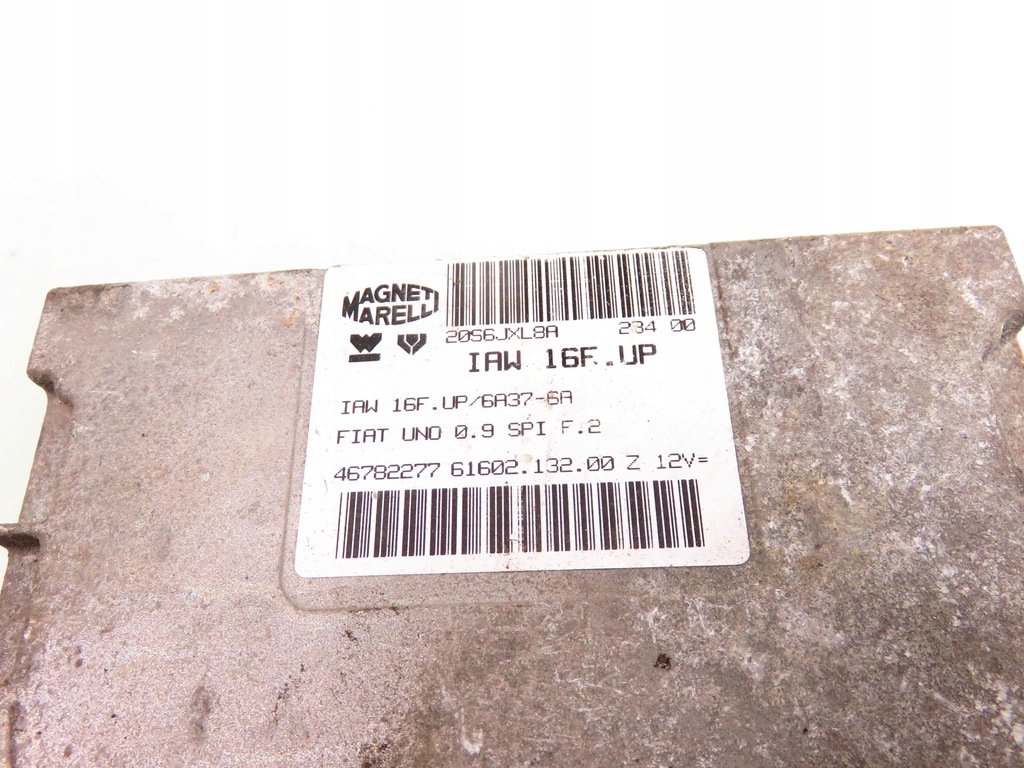 MAGNETI
MARELLI
20S6JXL8A 234 00
IAW 16F.UP
IAW 16F.UP/6A37-6A
FIAT UNO 0.9 SPI F.2
46782277 61602.132.00 Z 12V=